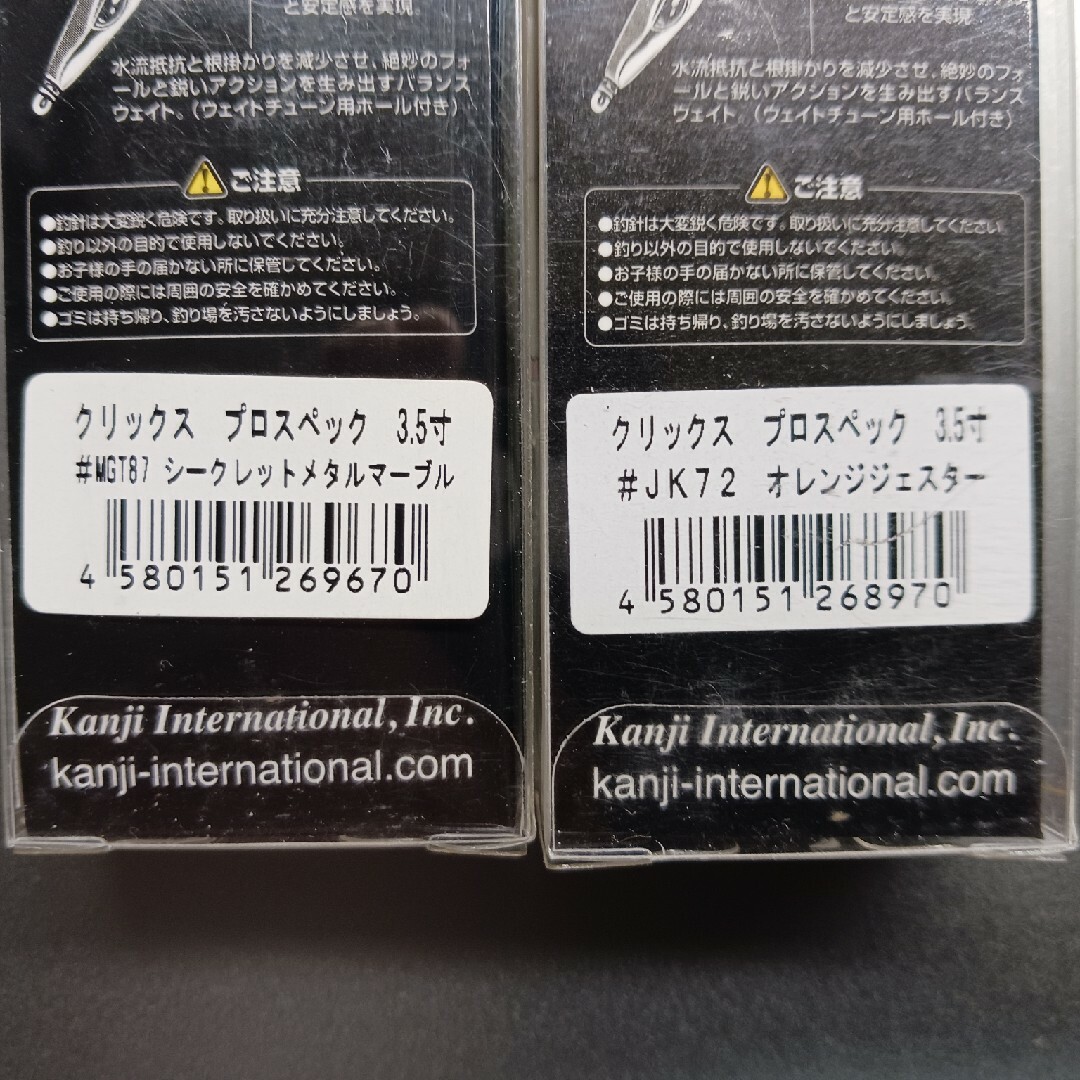 と安定感を実現
水流抵抗と根掛かりを減少させ、絶妙のフォ
ールと鋭いアクションを生み出すバランス
ウェイト。(ウェイトチューン用ホール付き)
ご注意
●釣針は大変鋭く危険です。取り扱いに充分注意してください。
●釣り以外の目的で使用しないでください。
●お子様の手の届かない所に保管してください。
●ご使用の際には周囲の安全を確かめてください。
●ゴミは持ち帰り、釣り場を汚さないようにしましょう。
クリックス プロスペック 3.5寸
#MGT87 シークレットメタルマーブル
4 580151 269670
Kanji International, Inc.
kanji-international.com
と安定感を実現
水流抵抗と根掛かりを減少させ、絶妙のフォ
ールと鋭いアクションを生み出すバランス
ウェイト。(ウェイトチューン用ホール付き)
ご注意
●釣針は大変鋭く危険です。取り扱いに充分注意してください
●釣り以外の目的で使用しないでください。
●お子様の手の届かない所に保管してください。
●ご使用の際には周囲の安全を確かめてください。
●ゴミは持ち帰り、釣り場を汚さないようにしましょう。
クリックス プロスペック 3.5寸
#JK72 オレンジジェスター
4 580151 268970
Kanji International, Inc.
kanji-international.com